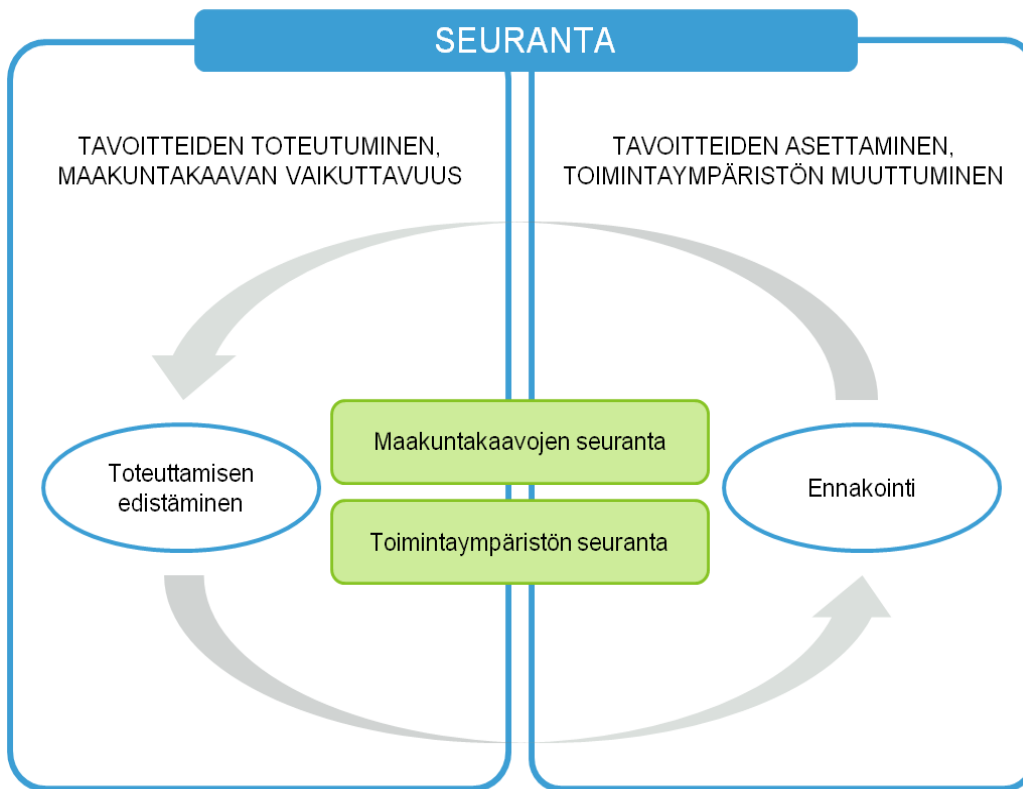 SEURANTA
TAVOITTEIDEN TOTEUTUMINEN,
MAAKUNTAKAAVAN VAIKUTTAVUUS
TAVOITTEIDEN ASETTAMINEN,
TOIMINTAYMPÄRISTÖN MUUTTUMINEN
Toteuttamisen
edistäminen
Maakuntakaavojen seuranta
Toimintaympäristön seuranta
Ennakointi